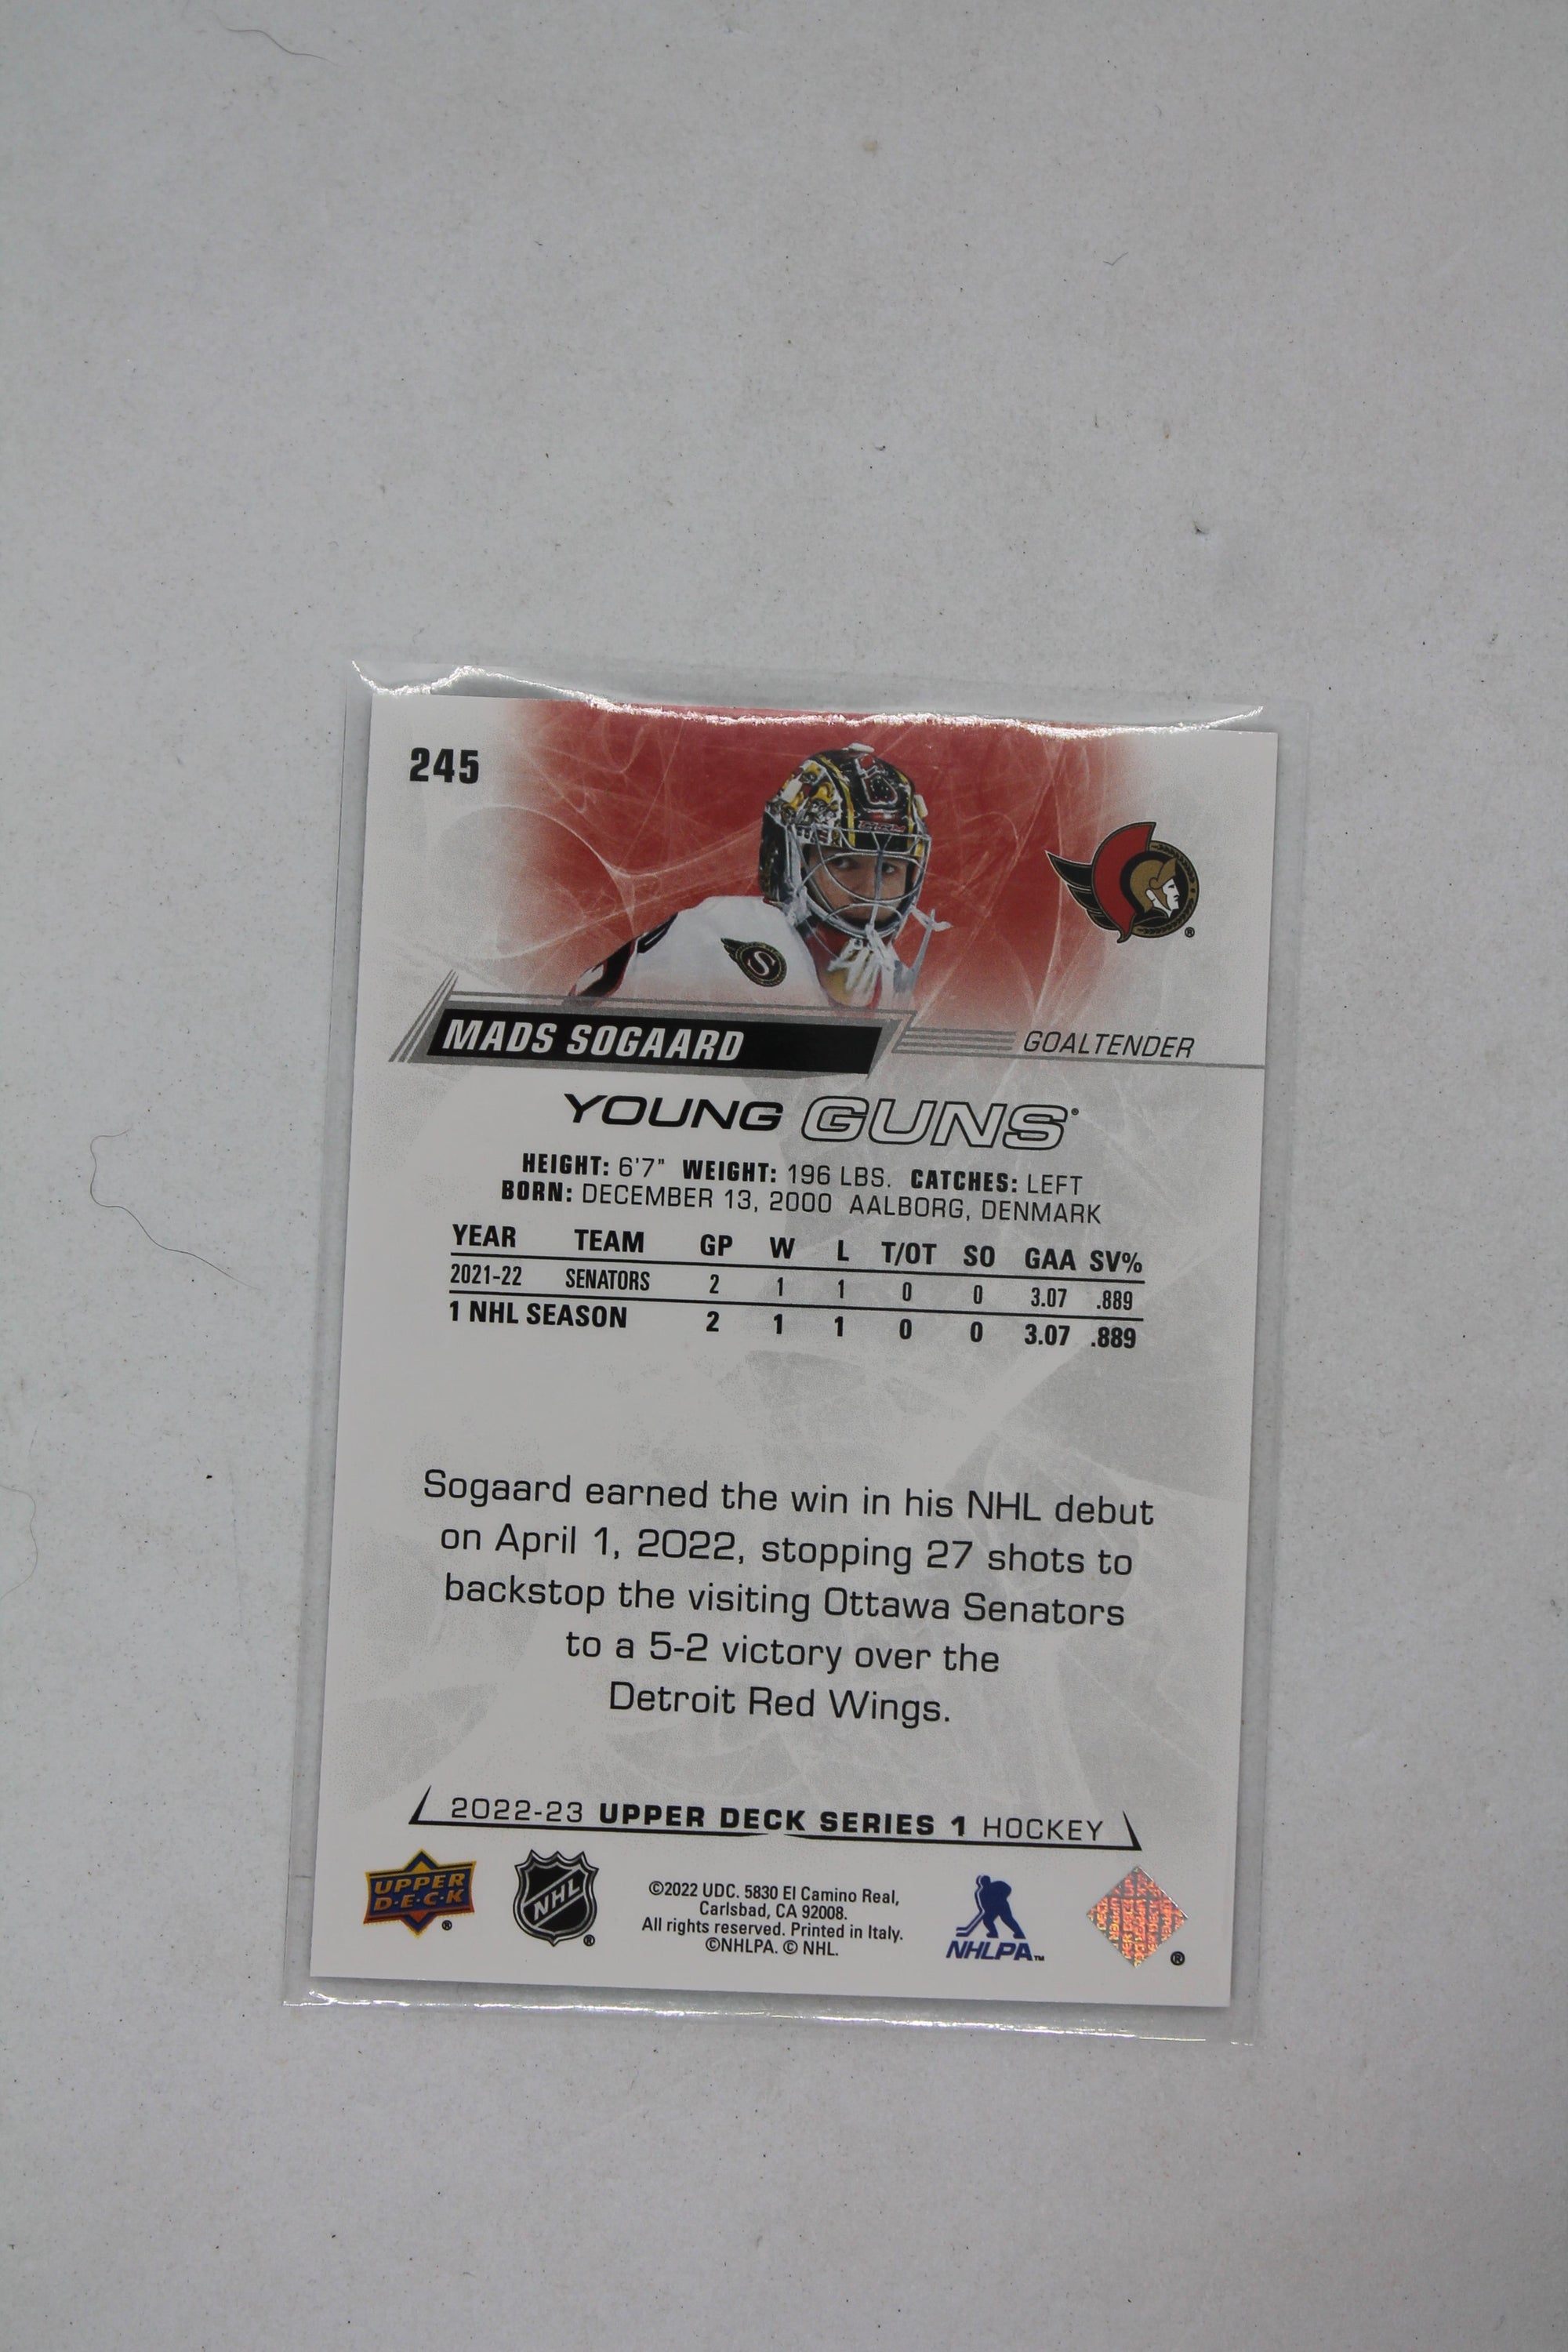 245
MADS SOGAARD
GOALTENDER
YOUNG GUNS
HEIGHT: 6'7" WEIGHT: 196 LBS. CATCHES: LEFT
BORN: DECEMBER 13, 2000 AALBORG, DENMARK
YEAR TEAM GP W L T/OT SO GAA SV%
2021-22 SENATORS 2 1 1 0 0 3.07 .889
1 NHL SEASON 2 1 1 0 0 3.07 .889
Sogaard earned the win in his NHL debut
on April 1, 2022, stopping 27 shots to
backstop the visiting Ottawa Senators
to a 5-2 victory over the
Detroit Red Wings.
2022-23 UPPER DECK SERIES 1 HOCKEY
UPPER
D·E·C·K ®
NHL ®
©2022 UDC. 5830 El Camino Real,
Carlsbad, CA 92008.
All rights reserved. Printed in Italy.
©NHLPA. © NHL.
NHLPA™
®